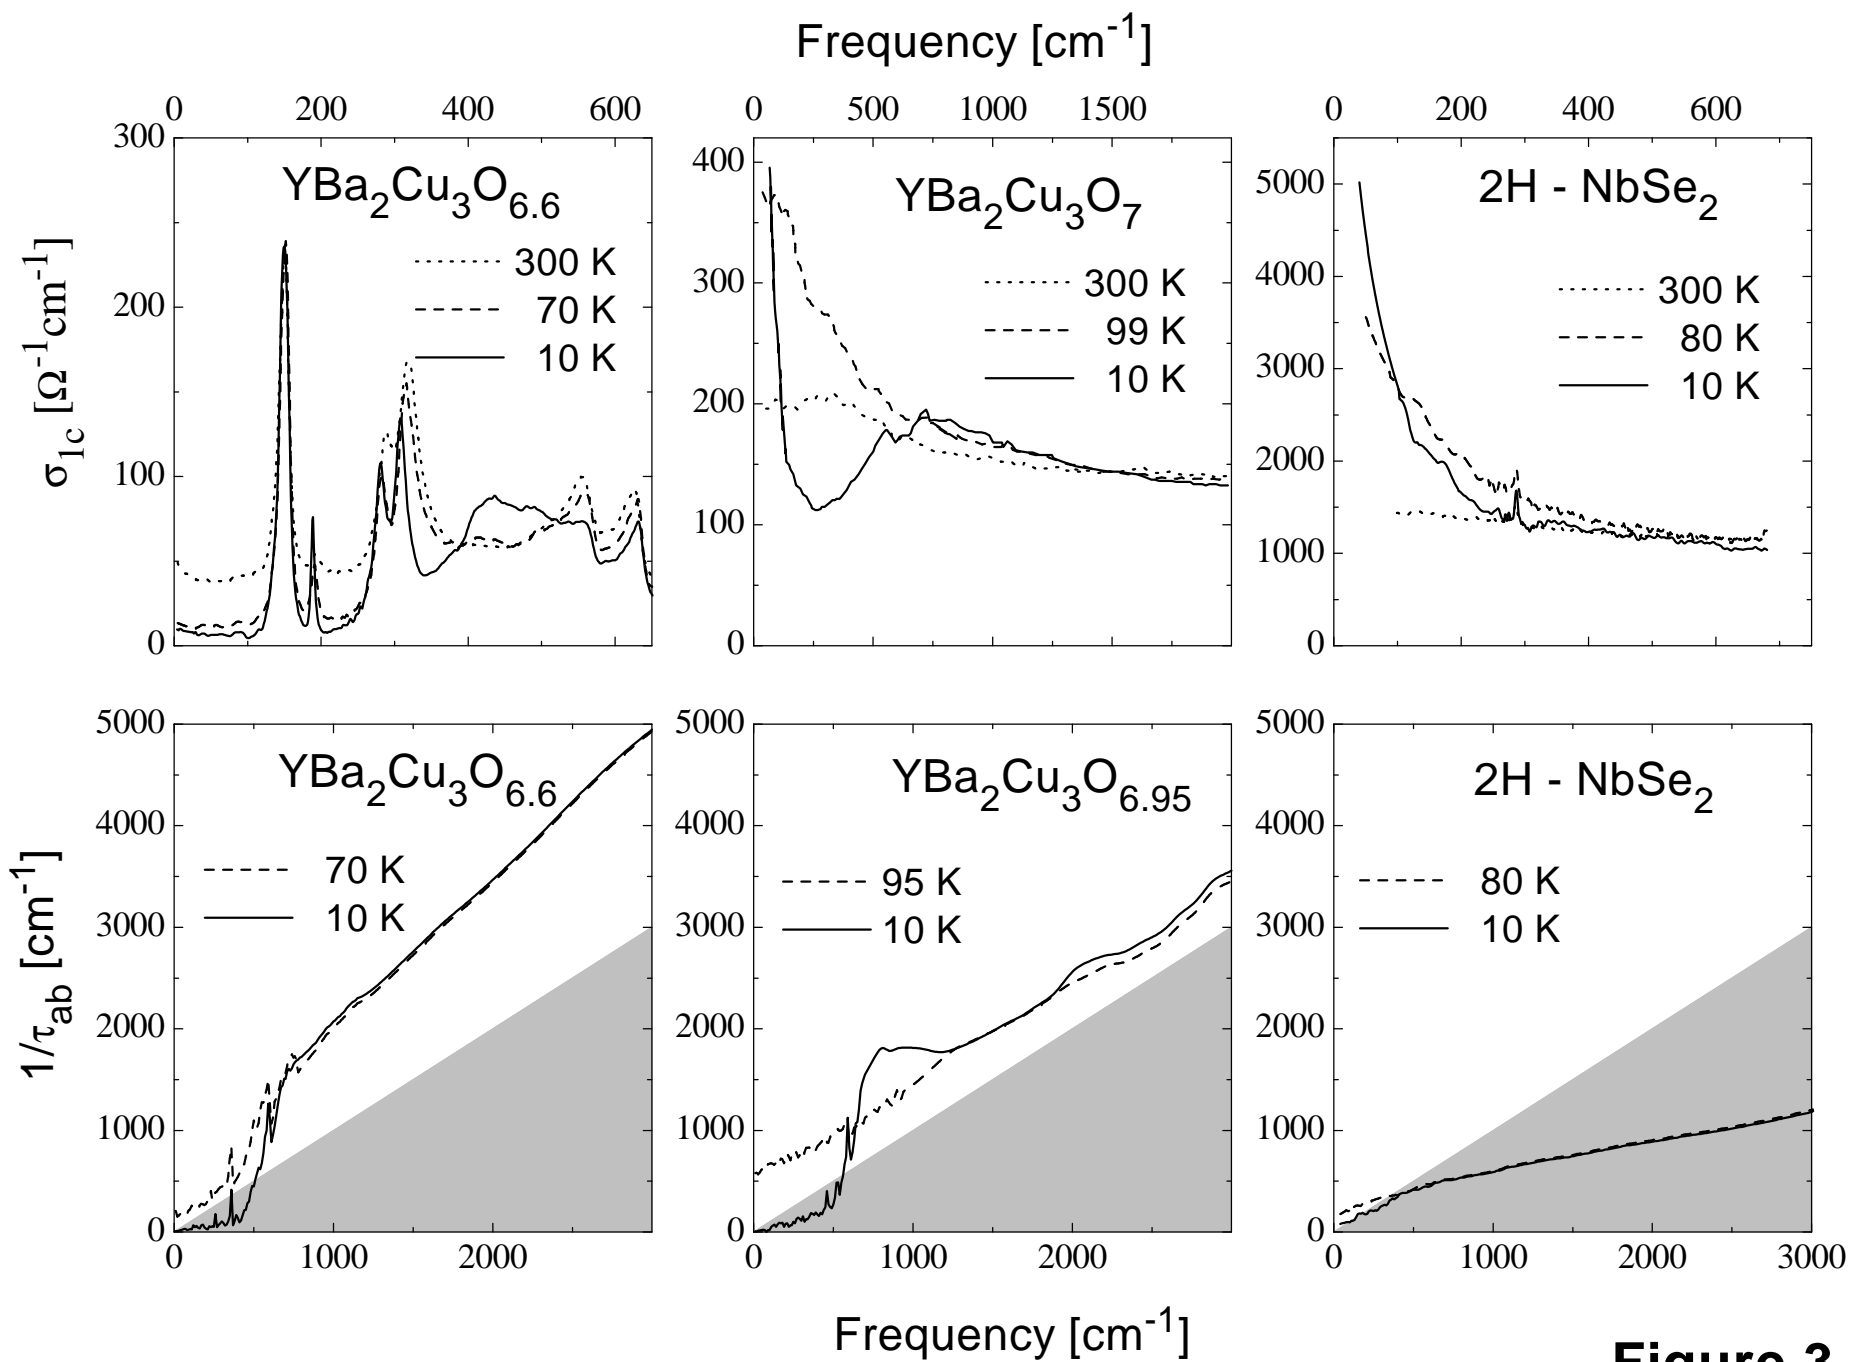 Frequency [cm-1]
0 200 400 600
0 500 1000 1500
0 200 400 600
σ1c [Ω-1cm-1]
300
200
100
0
YBa2Cu3O6.6
300 K
70 K
10 K
400
300
200
100
0
YBa2Cu3O7
300 K
99 K
10 K
5000
4000
3000
2000
1000
0
2H - NbSe2
300 K
80 K
10 K
1/τab [cm-1]
5000
4000
3000
2000
1000
0
YBa2Cu3O6.6
70 K
10 K
5000
4000
3000
2000
1000
0
YBa2Cu3O6.95
95 K
10 K
5000
4000
3000
2000
1000
0
2H - NbSe2
80 K
10 K
0 1000 2000
0 1000 2000
0 1000 2000 3000
Frequency [cm-1]
Figure 3